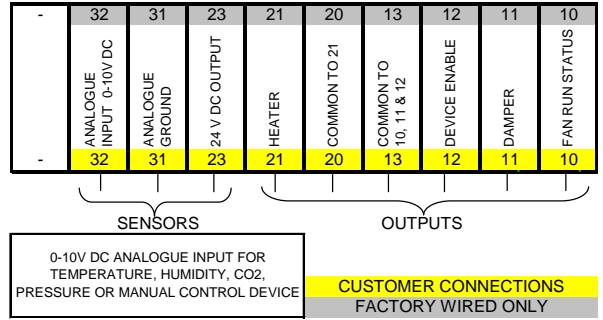 - 32 31 23 21 20 13 12 11 10
ANALOGUE
INPUT 0-10V DC
ANALOGUE
GROUND
24 V DC OUTPUT
HEATER
COMMON TO 21
COMMON TO
10, 11 & 12
DEVICE ENABLE
DAMPER
FAN RUN STATUS
- 32 31 23 21 20 13 12 11 10
SENSORS
OUTPUTS
0-10V DC ANALOGUE INPUT FOR
TEMPERATURE, HUMIDITY, CO2,
PRESSURE OR MANUAL CONTROL DEVICE
CUSTOMER CONNECTIONS
FACTORY WIRED ONLY